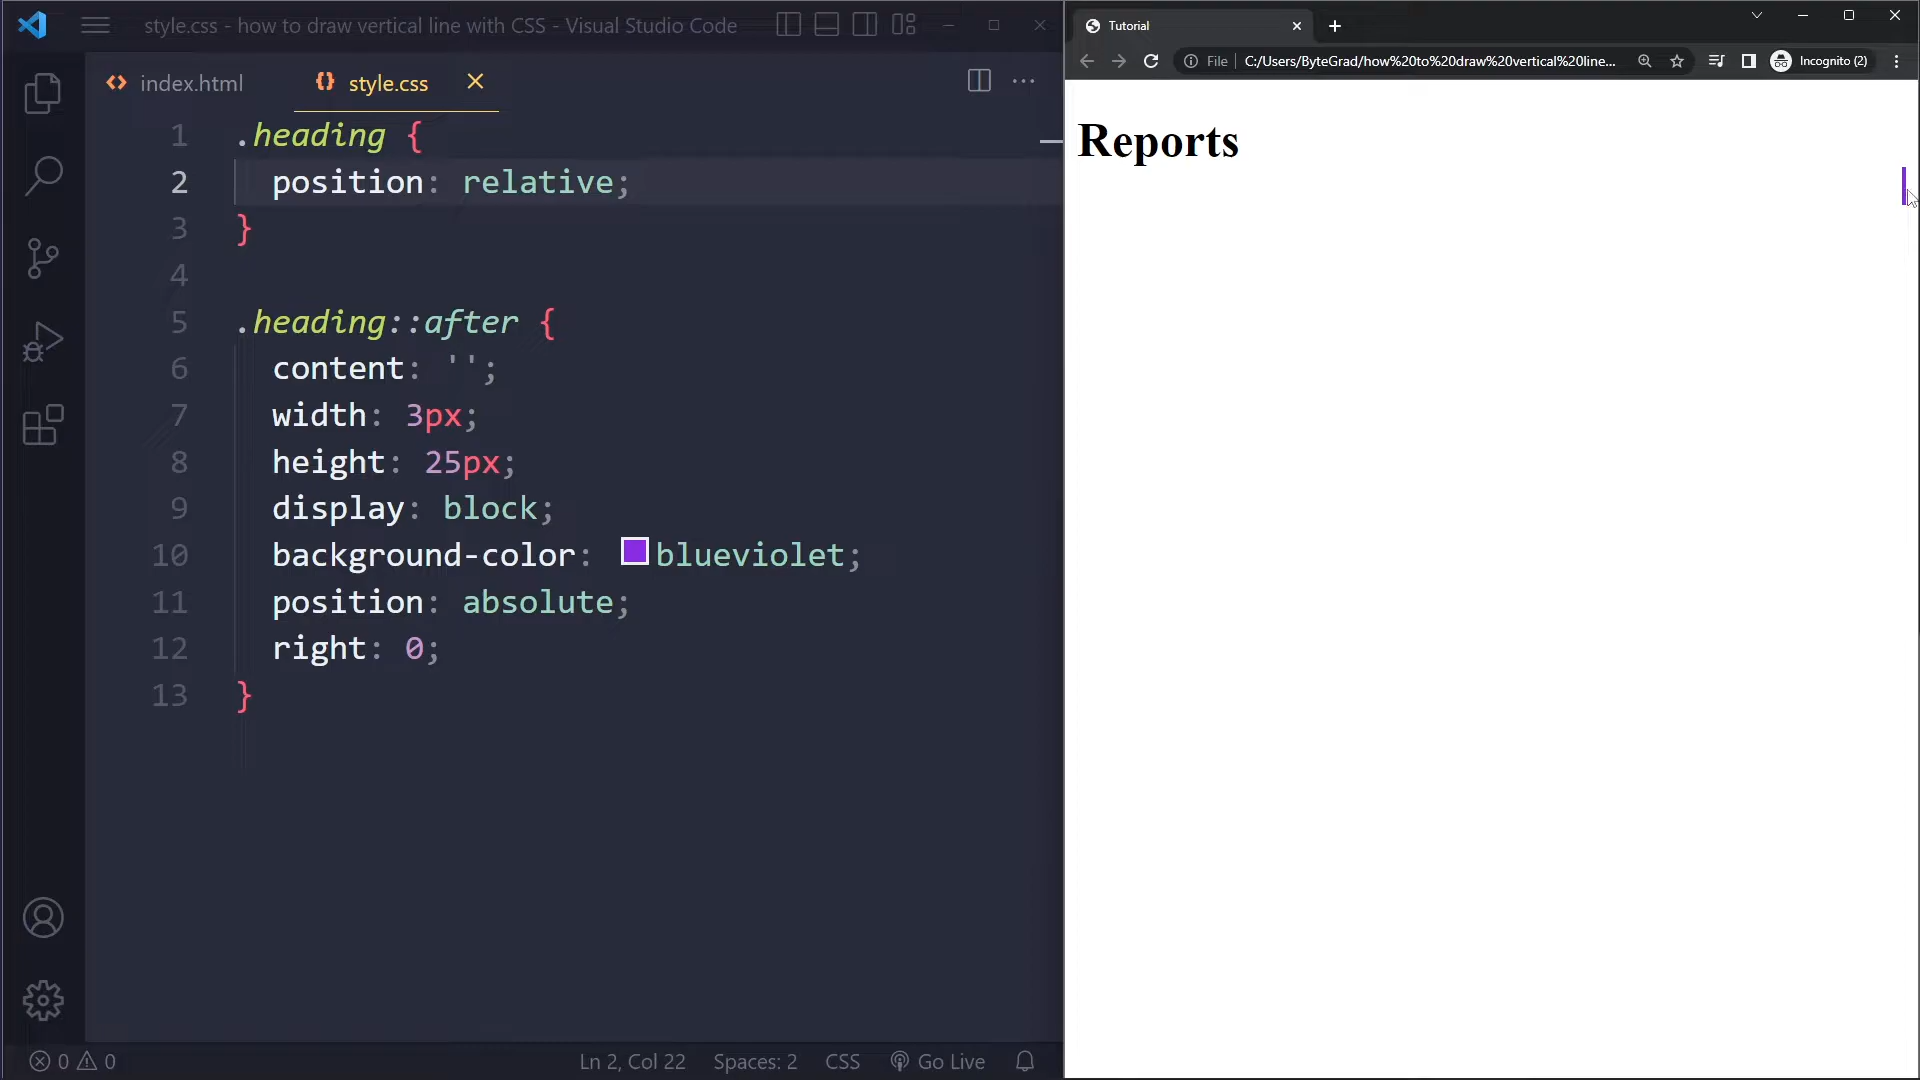 style.css - how to draw vertical line with CSS - Visual Studio Code
index.html
style.css
1 .heading {
2 position: relative;
3 }
4
5 .heading::after {
6 content: '';
7 width: 3px;
8 height: 25px;
9 display: block;
10 background-color: blueviolet;
11 position: absolute;
12 right: 0;
13 }
0 0
Ln 2, Col 22
Spaces: 2
CSS
Go Live
Tutorial
File
C:/Users/ByteGrad/how%20to%20draw%20vertical%20line...
Incognito (2)
Reports